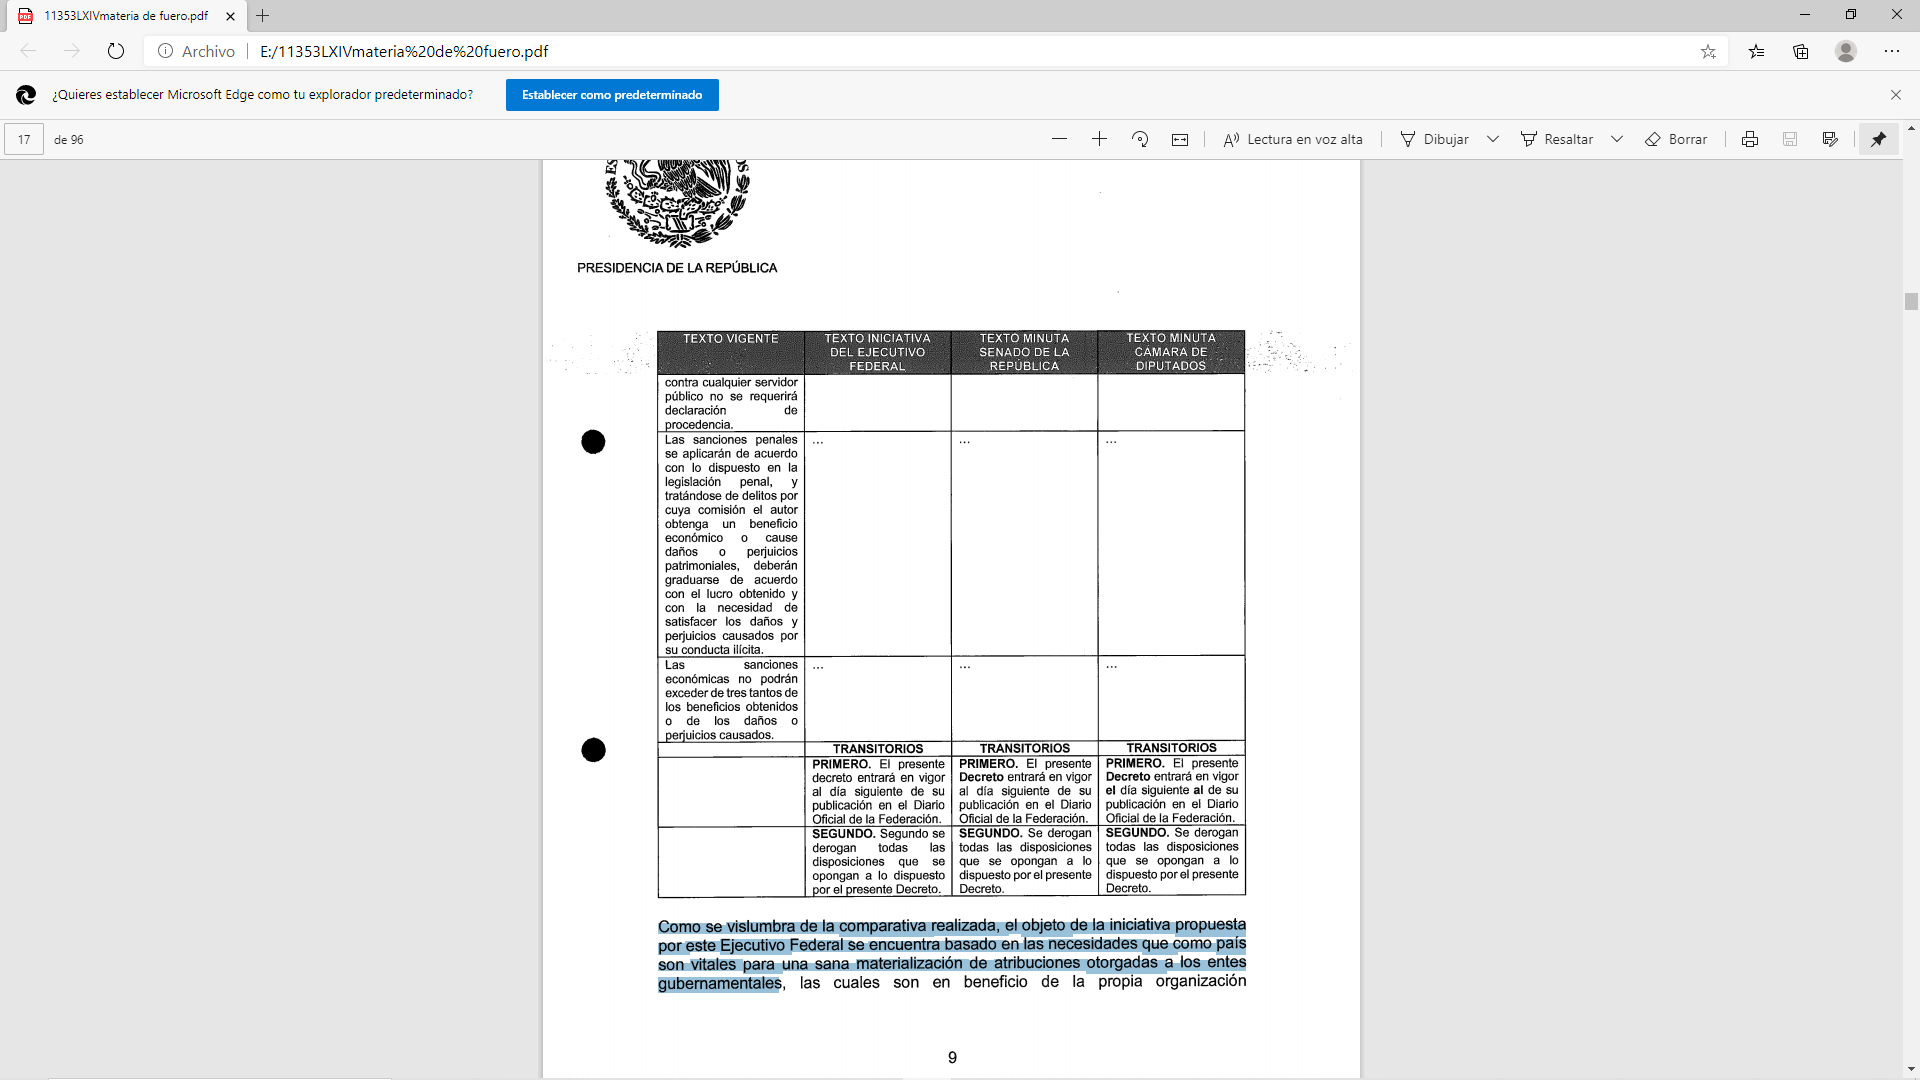 11353LXIVmateria de fuero.pdf
Archivo
E:/11353LXIVmateria%20de%20fuero.pdf
¿Quieres establecer Microsoft Edge como tu explorador predeterminado?
Establecer como predeterminado
17
de 96
Lectura en voz alta
Dibujar
Resaltar
Borrar
PRESIDENCIA DE LA REPÚBLICA
TEXTO VIGENTE
TEXTO INICIATIVA
DEL EJECUTIVO
FEDERAL
TEXTO MINUTA
SENADO DE LA
REPÚBLICA
TEXTO MINUTA
CÁMARA DE
DIPUTADOS
contra cualquier servidor
público no se requerirá
declaración de
procedencia.
Las sanciones penales
se aplicarán de acuerdo
con lo dispuesto en la
legislación penal, y
tratándose de delitos por
cuya comisión el autor
obtenga un beneficio
económico o cause
daños o perjuicios
patrimoniales, deberán
graduarse de acuerdo
con el lucro obtenido y
con la necesidad de
satisfacer los daños y
perjuicios causados por
su conducta ilícita.
...
...
...
Las sanciones
económicas no podrán
exceder de tres tantos de
los beneficios obtenidos
o de los daños o
perjuicios causados.
...
...
...
TRANSITORIOS
TRANSITORIOS
TRANSITORIOS
PRIMERO. El presente
decreto entrará en vigor
al día siguiente de su
publicación en el Diario
Oficial de la Federación.
PRIMERO. El presente
Decreto entrará en vigor
al día siguiente de su
publicación en el Diario
Oficial de la Federación.
PRIMERO. El presente
Decreto entrará en vigor
el día siguiente al de su
publicación en el Diario
Oficial de la Federación.
SEGUNDO. Segundo se
derogan todas las
disposiciones que se
opongan a lo dispuesto
por el presente Decreto.
SEGUNDO. Se derogan
todas las disposiciones
que se opongan a lo
dispuesto por el presente
Decreto.
SEGUNDO. Se derogan
todas las disposiciones
que se opongan a lo
dispuesto por el presente
Decreto.
Como se vislumbra de la comparativa realizada, el objeto de la iniciativa propuesta
por este Ejecutivo Federal se encuentra basado en las necesidades que como país
son vitales para una sana materialización de atribuciones otorgadas a los entes
gubernamentales, las cuales son en beneficio de la propia organización
9